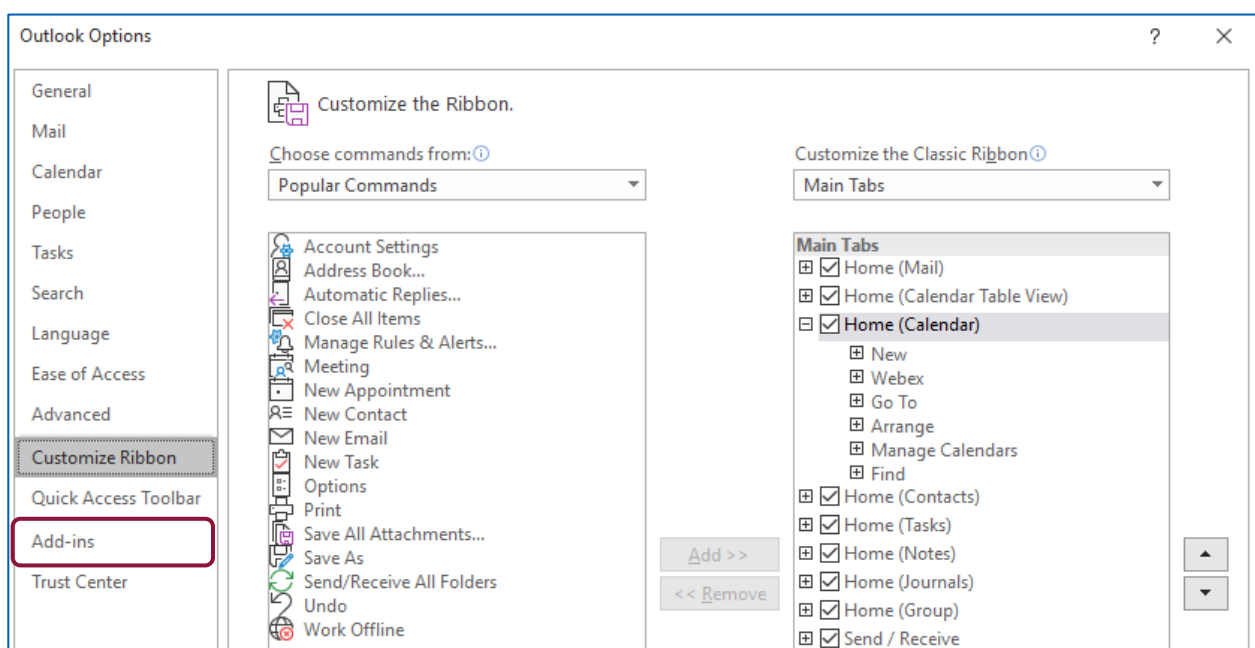 Outlook Options
?
General
Mail
Calendar
People
Tasks
Search
Language
Ease of Access
Advanced
Customize Ribbon
Quick Access Toolbar
Add-ins
Trust Center
Customize the Ribbon.
Choose commands from:
Popular Commands
Account Settings
Address Book...
Automatic Replies...
Close All Items
Manage Rules & Alerts...
Meeting
New Appointment
New Contact
New Email
New Task
Options
Print
Save All Attachments...
Save As
Send/Receive All Folders
Undo
Work Offline
Add >>
<< Remove
Customize the Classic Ribbon
Main Tabs
Main Tabs
Home (Mail)
Home (Calendar Table View)
Home (Calendar)
New
Webex
Go To
Arrange
Manage Calendars
Find
Home (Contacts)
Home (Tasks)
Home (Notes)
Home (Journals)
Home (Group)
Send / Receive